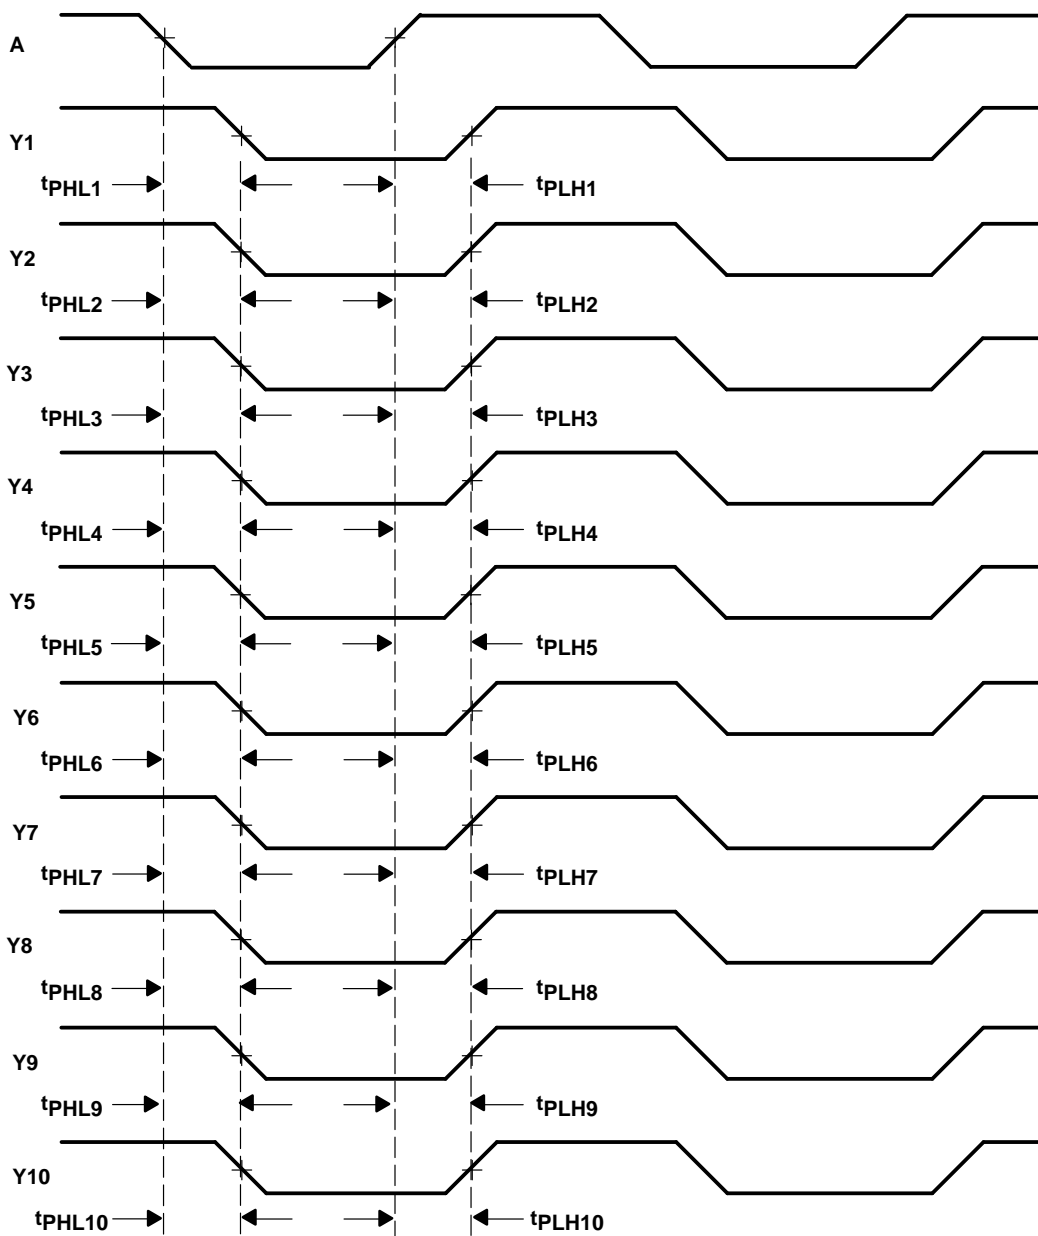 A
Y1
tPHL1 tPLH1
Y2
tPHL2 tPLH2
Y3
tPHL3 tPLH3
Y4
tPHL4 tPLH4
Y5
tPHL5 tPLH5
Y6
tPHL6 tPLH6
Y7
tPHL7 tPLH7
Y8
tPHL8 tPLH8
Y9
tPHL9 tPLH9
Y10
tPHL10 tPLH10